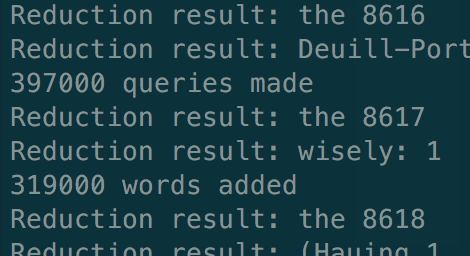 Reduction result: the 8616
Reduction result: Deuill-Port
397000 queries made
Reduction result: the 8617
Reduction result: wisely: 1
319000 words added
Reduction result: the 8618
Reduction result: (Hauing 1